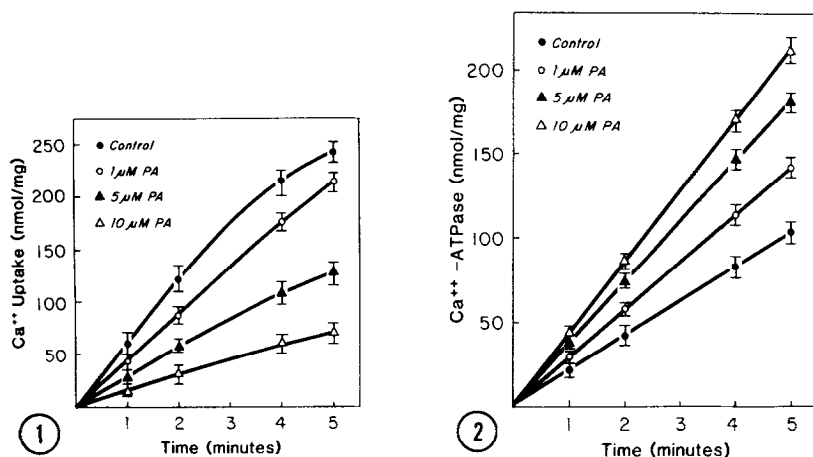 Control
1 μM PA
5 μM PA
10 μM PA
250
200
150
100
50
Ca⁺⁺ Uptake (nmol/mg)
1 2 3 4 5
Time (minutes)
1
Control
1 μM PA
5 μM PA
10 μM PA
200
150
100
50
Ca⁺⁺ -ATPase (nmol/mg)
1 2 3 4 5
Time (minutes)
2